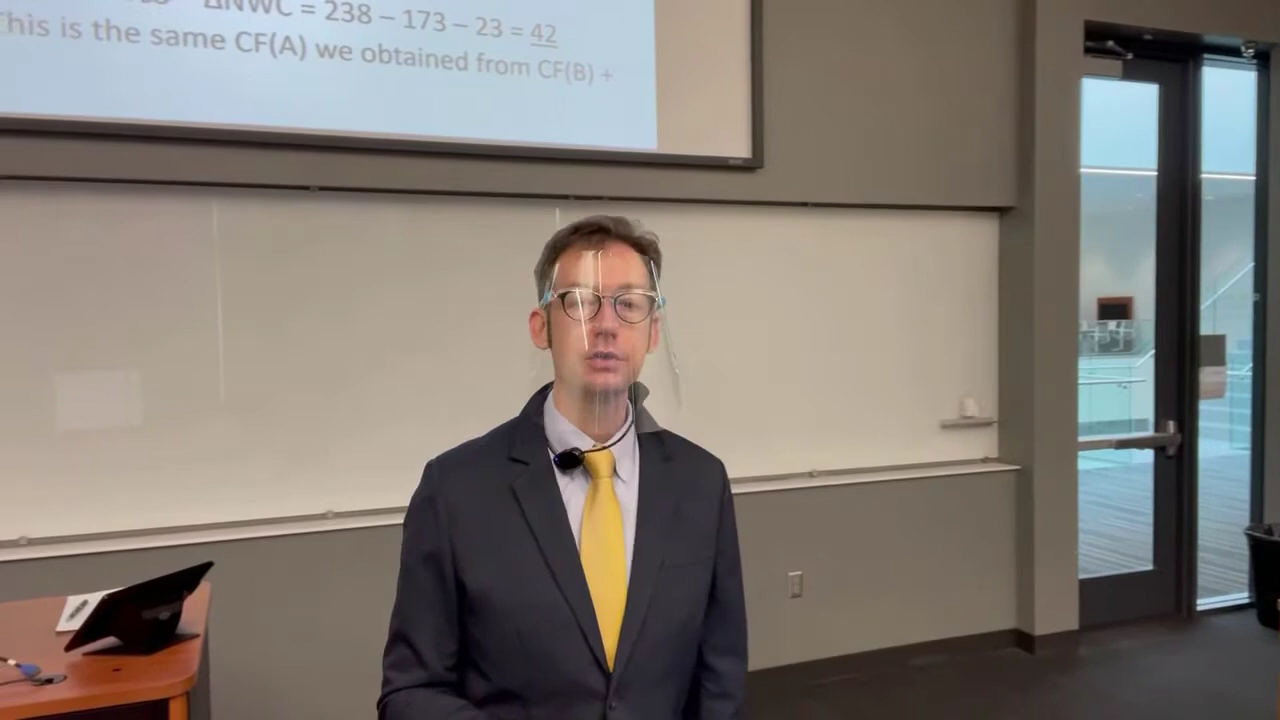 ΔNWC = 238 – 173 – 23 = 42
This is the same CF(A) we obtained from CF(B) +